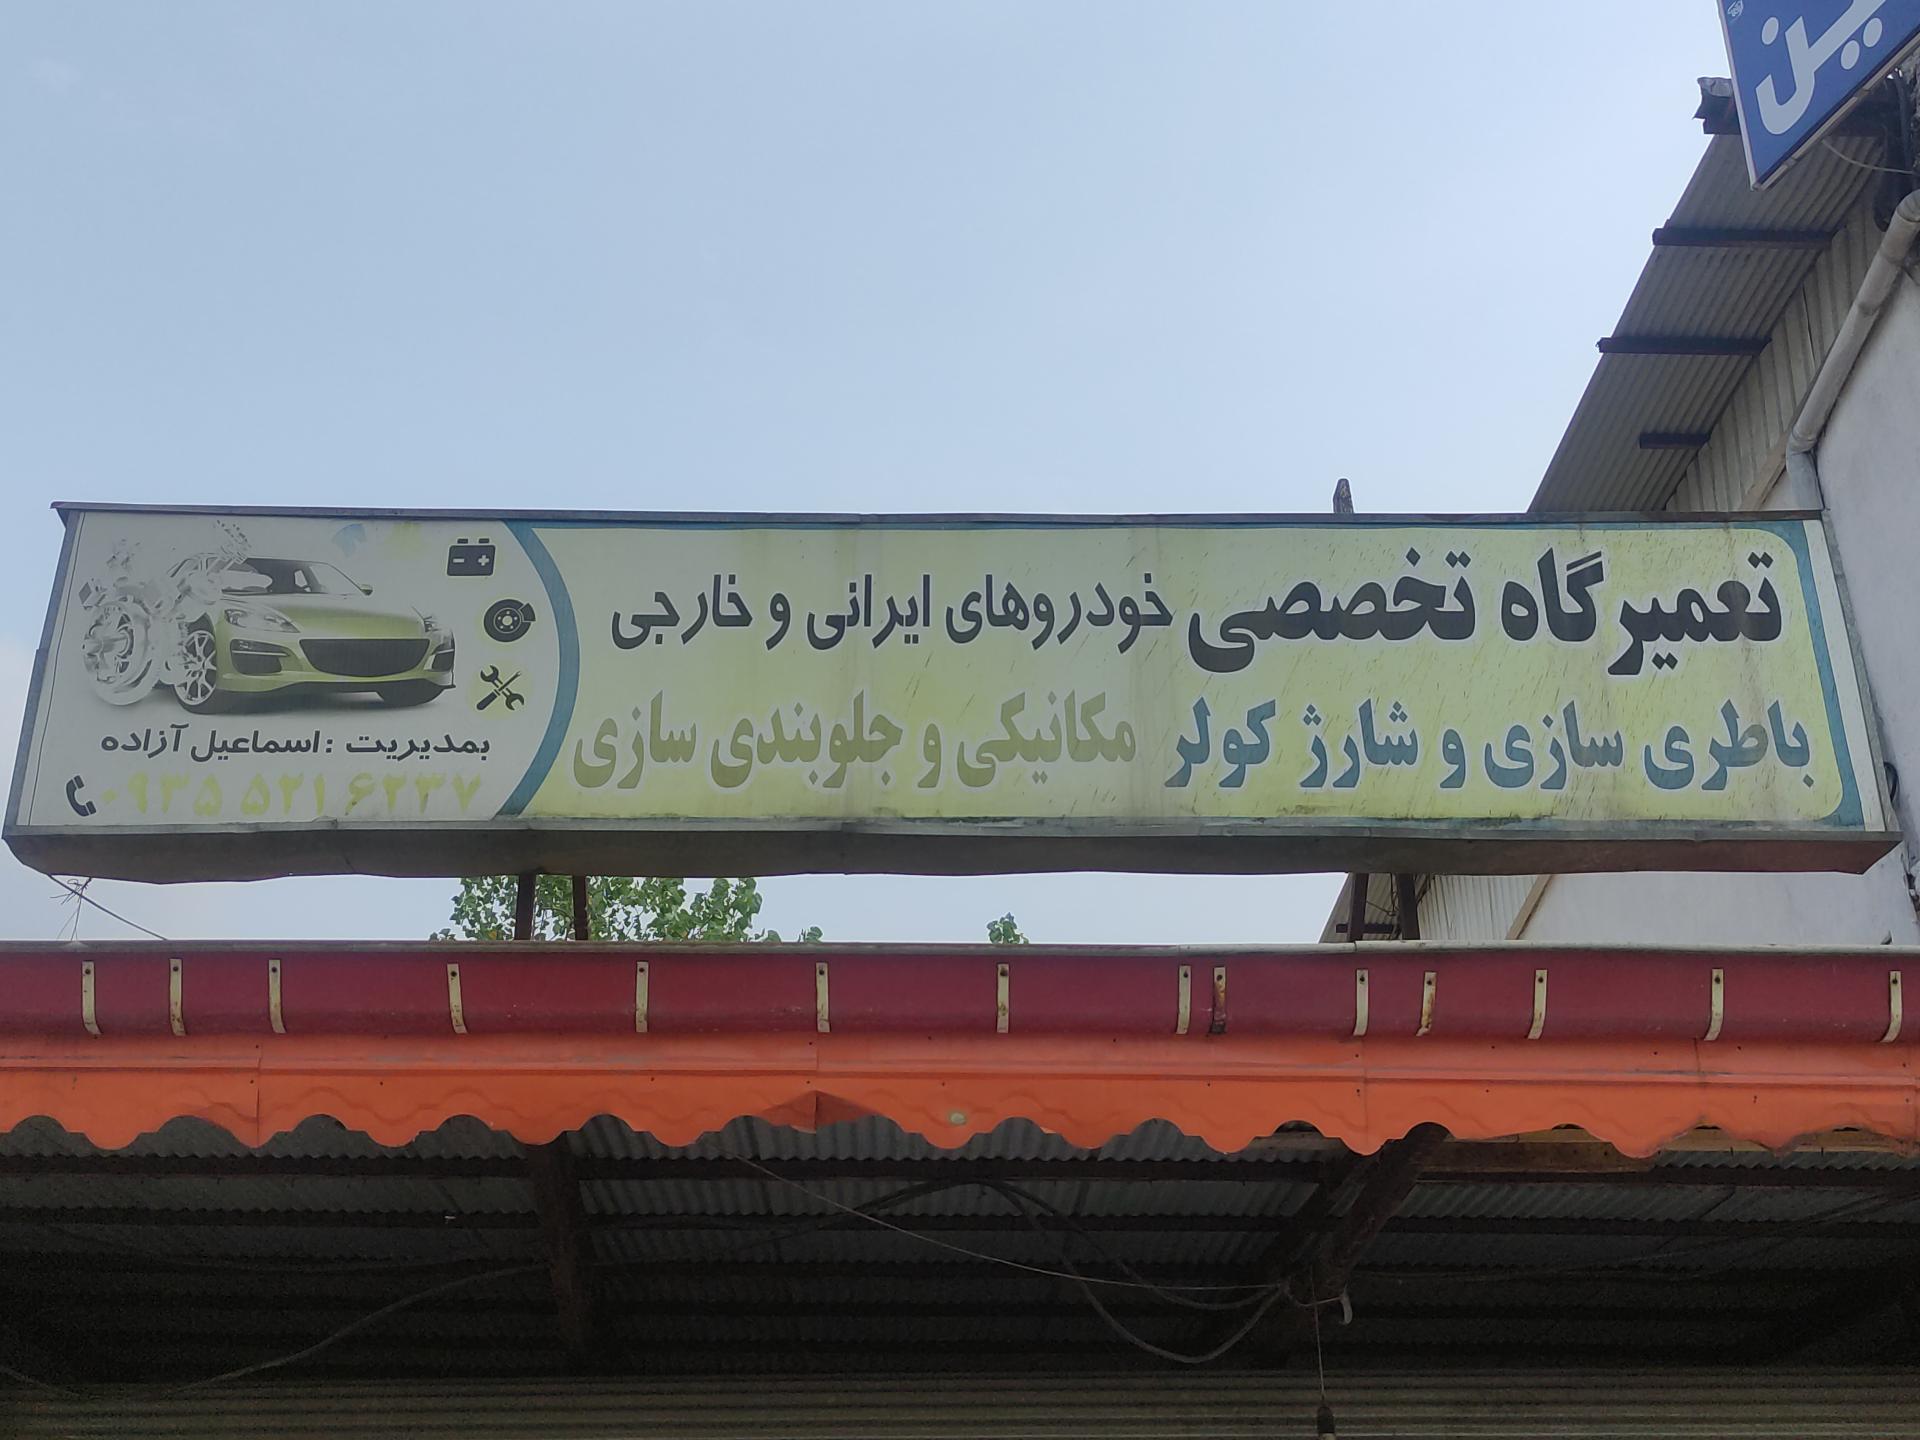 تعمیرگاه تخصصی خودروهای ایرانی و خارجی
باطری سازی و شارژ کولر مکانیکی و جلوبندی سازی
بمدیریت : اسماعیل آزاده
۰۹۳۵ ۵۲۱ ۶۲۳۷